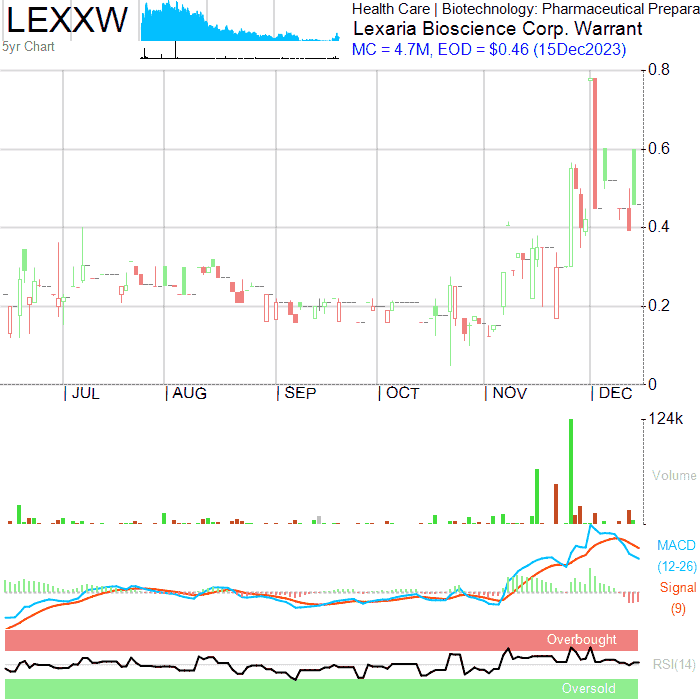 LEXXW
5yr Chart
Health Care | Biotechnology: Pharmaceutical Prepara
Lexaria Bioscience Corp. Warrant
MC = 4.7M, EOD = $0.46 (15Dec2023)
0.8
0.6
0.4
0.2
0
JUL AUG SEP OCT NOV DEC
124k
Volume
MACD
(12-26)
Signal
(9)
Overbought
RSI(14)
Oversold